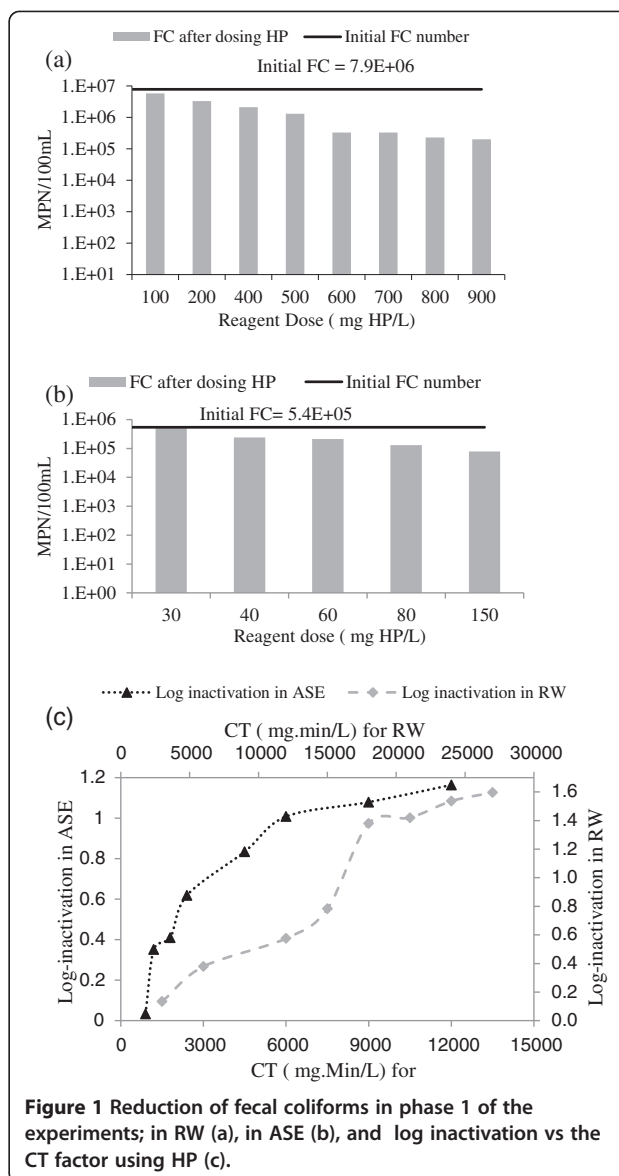 FC after dosing HP Initial FC number
(a)
Initial FC = 7.9E+06
1.E+07
1.E+06
1.E+05
1.E+04
1.E+03
1.E+02
1.E+01
MPN/100mL
100 200 400 500 600 700 800 900
Reagent Dose ( mg HP/L)
FC after dosing HP Initial FC number
(b)
Initial FC= 5.4E+05
1.E+06
1.E+05
1.E+04
1.E+03
1.E+02
1.E+01
1.E+00
MPN/100mL
30 40 60 80 150
Reagent dose ( mg HP/L)
Log inactivation in ASE Log inactivation in RW
(c)
CT ( mg.min/L) for RW
0 5000 10000 15000 20000 25000 30000
1.2
1
0.8
0.6
0.4
0.2
0
Log-inactivation in ASE
1.6
1.4
1.2
1.0
0.8
0.6
0.4
0.2
0.0
Log-inactivation in RW
0 3000 6000 9000 12000 15000
CT ( mg.Min/L) for
Figure 1 Reduction of fecal coliforms in phase 1 of the
experiments; in RW (a), in ASE (b), and log inactivation vs the
CT factor using HP (c).